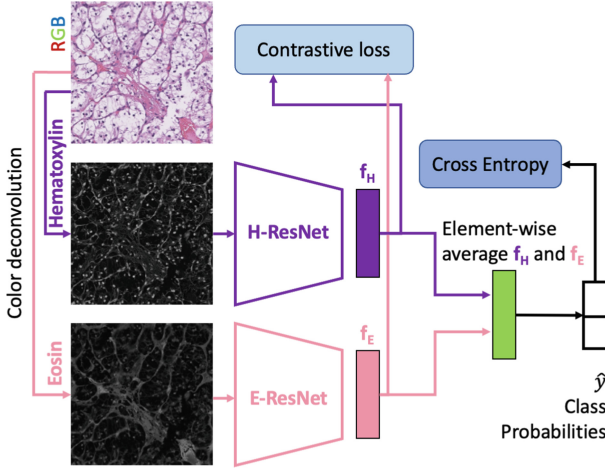 RGB
Contrastive loss
Color deconvolution
Hematoxylin
Cross Entropy
f_H
H-ResNet
Element-wise
average f_H and f_E
Eosin
f_E
E-ResNet
ŷ
Class
Probabilities